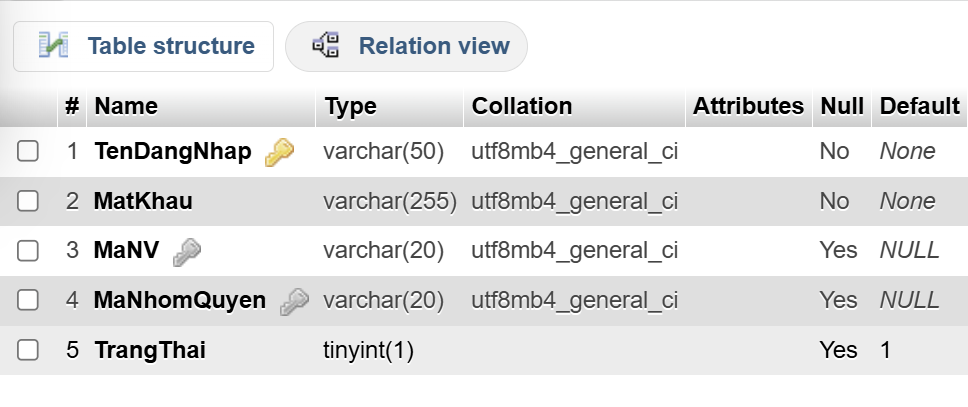 Table structure Relation view
# Name Type Collation Attributes Null Default
1 TenDangNhap varchar(50) utf8mb4_general_ci No None
2 MatKhau varchar(255) utf8mb4_general_ci No None
3 MaNV varchar(20) utf8mb4_general_ci Yes NULL
4 MaNhomQuyen varchar(20) utf8mb4_general_ci Yes NULL
5 TrangThai tinyint(1) Yes 1